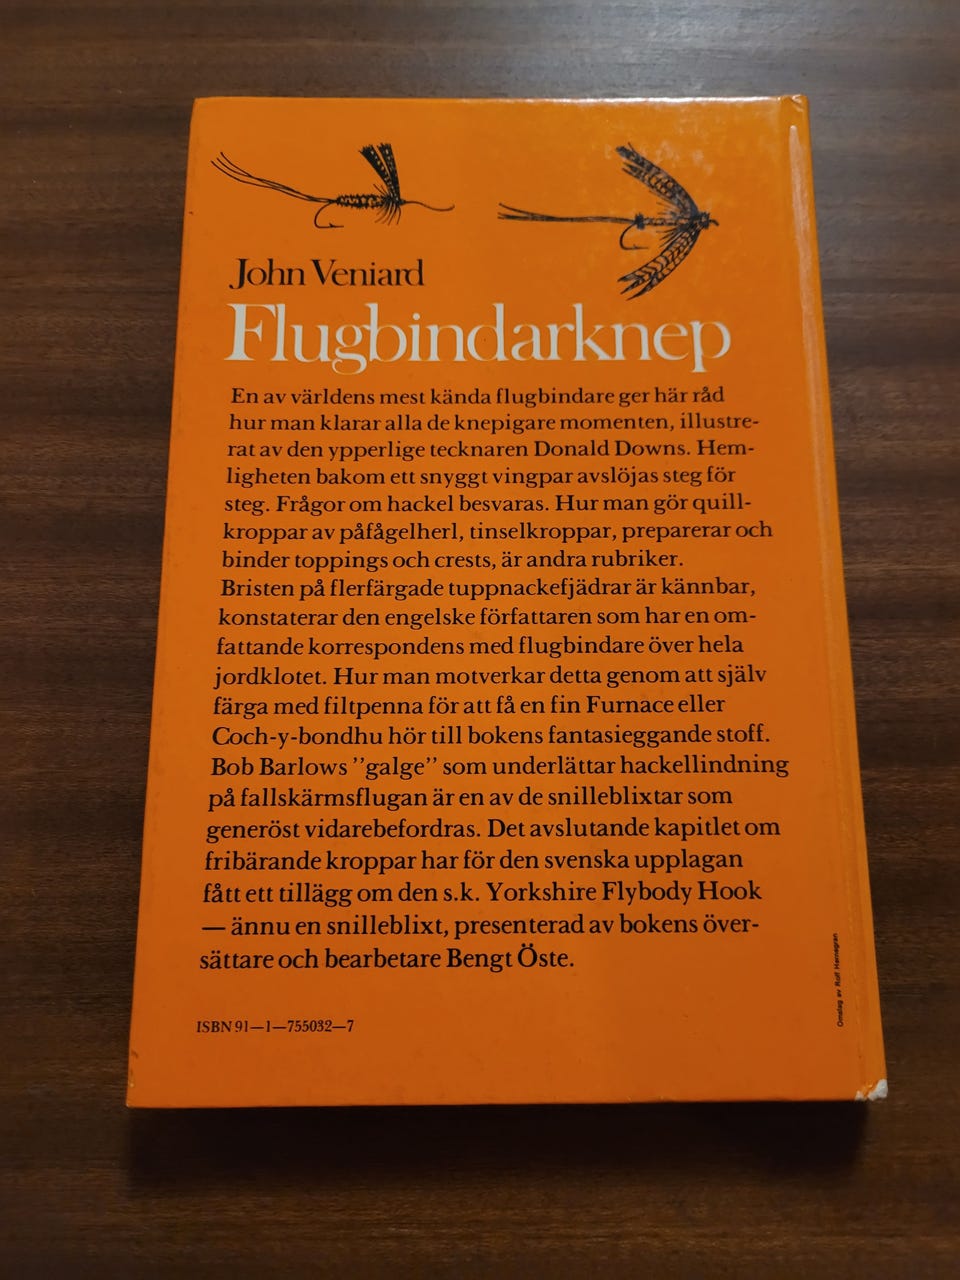 John Veniard
Flugbindarknep
En av världens mest kända flugbindare ger här råd
hur man klarar alla de knepigare momenten, illustre-
rat av den ypperlige tecknaren Donald Downs. Hem-
ligheten bakom ett snyggt vingpar avslöjas steg för
steg. Frågor om hackel besvaras. Hur man gör quill-
kroppar av påfågelherl, tinselkroppar, preparerar och
binder toppings och crests, är andra rubriker.
Bristen på flerfärgade tuppnackefjädrar är kännbar,
konstaterar den engelske författaren som har en om-
fattande korrespondens med flugbindare över hela
jordklotet. Hur man motverkar detta genom att själv
färga med filtpenna för att få en fin Furnace eller
Coch-y-bondhu hör till bokens fantasieggande stoff.
Bob Barlows ”galge” som underlättar hackellindning
på fallskärmsflugan är en av de snilleblixtar som
generöst vidarebefordras. Det avslutande kapitlet om
fribärande kroppar har för den svenska upplagan
fått ett tillägg om den s.k. Yorkshire Flybody Hook
— ännu en snilleblixt, presenterad av bokens över-
sättare och bearbetare Bengt Öste.
ISBN 91—1—755032—7
Omslag av Rolf Hernegran